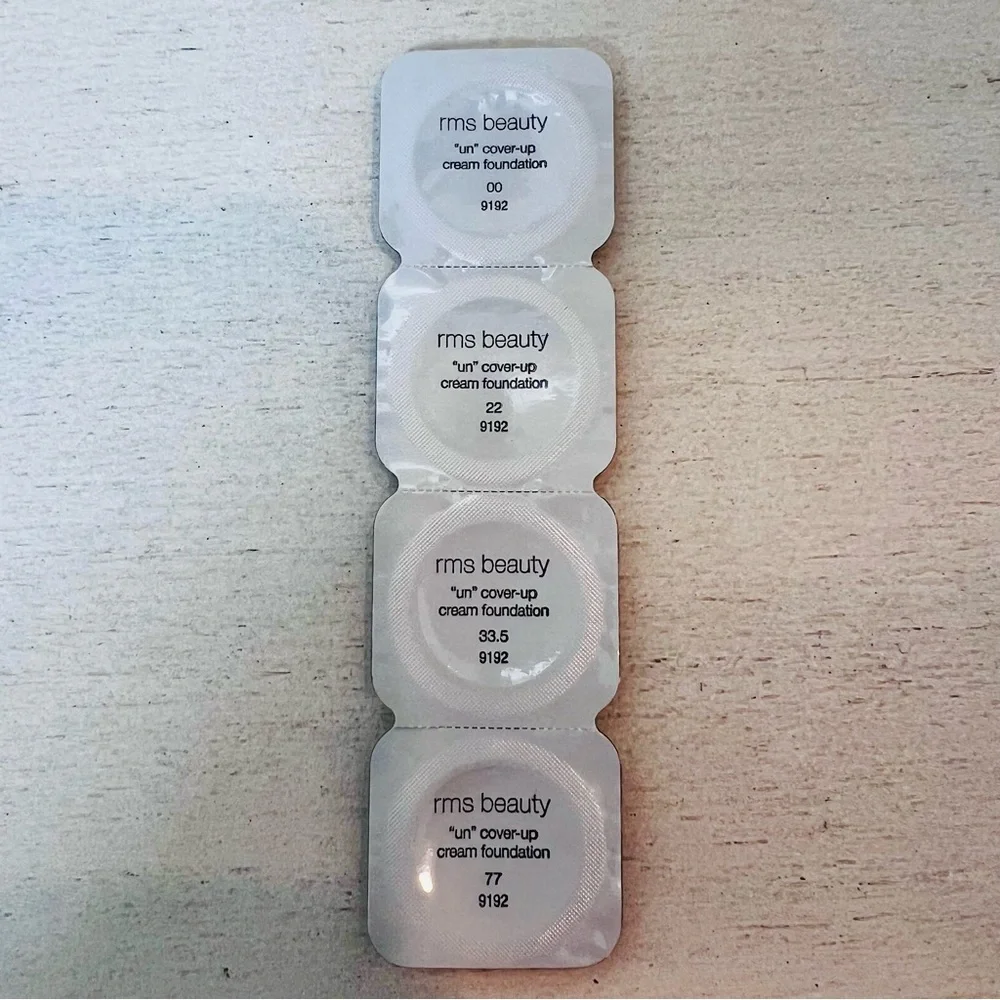 rms beauty
“un” cover-up
cream foundation
00
9192
rms beauty
“un” cover-up
cream foundation
22
9192
rms beauty
“un” cover-up
cream foundation
33.5
9192
rms beauty
“un” cover-up
cream foundation
77
9192